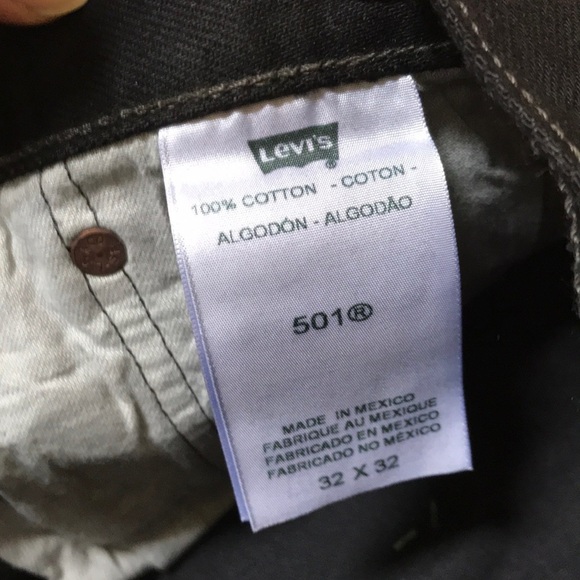 Levi's®
100% COTTON - COTON -
ALGODÓN - ALGODÃO
501®
MADE IN MEXICO
FABRIQUE AU MEXIQUE
FABRICADO EN MEXICO
FABRICADO NO MÉXICO
32 X 32